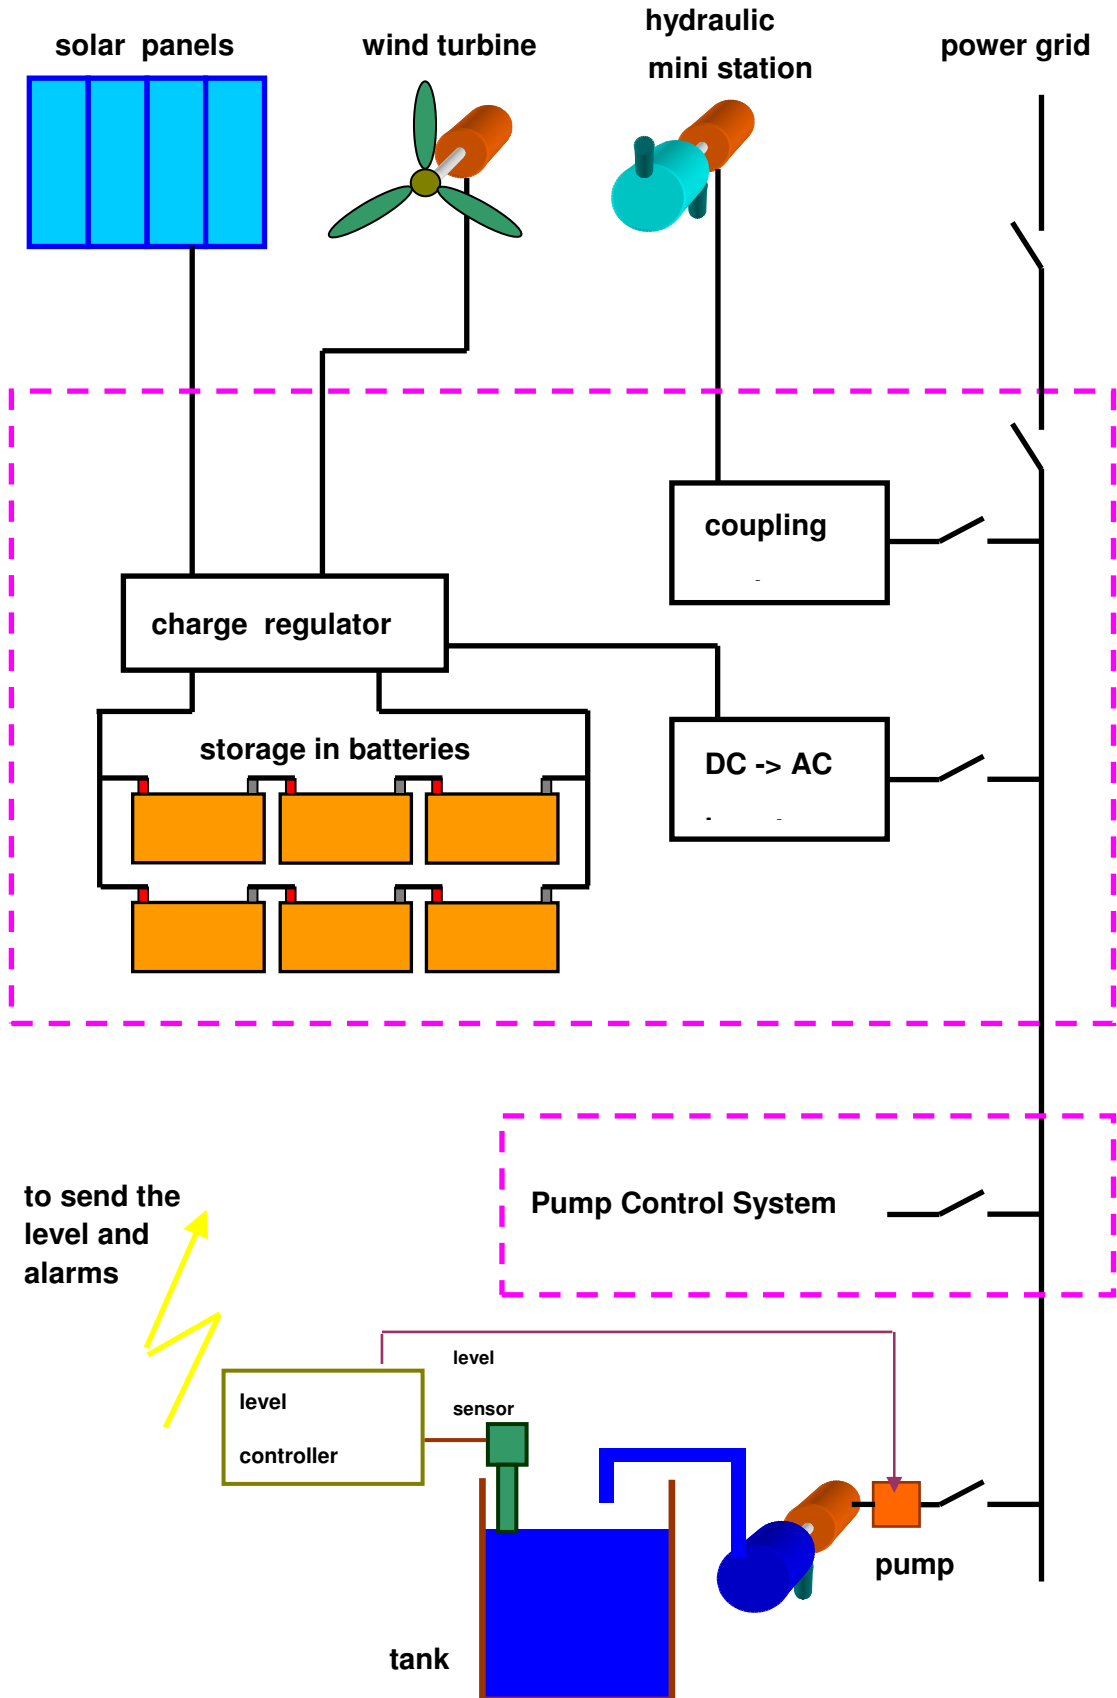 solar panels
wind turbine
hydraulic
mini station
power grid
coupling
charge regulator
storage in batteries
DC -> AC
Pump Control System
to send the
level and
alarms
level
controller
level
sensor
pump
tank